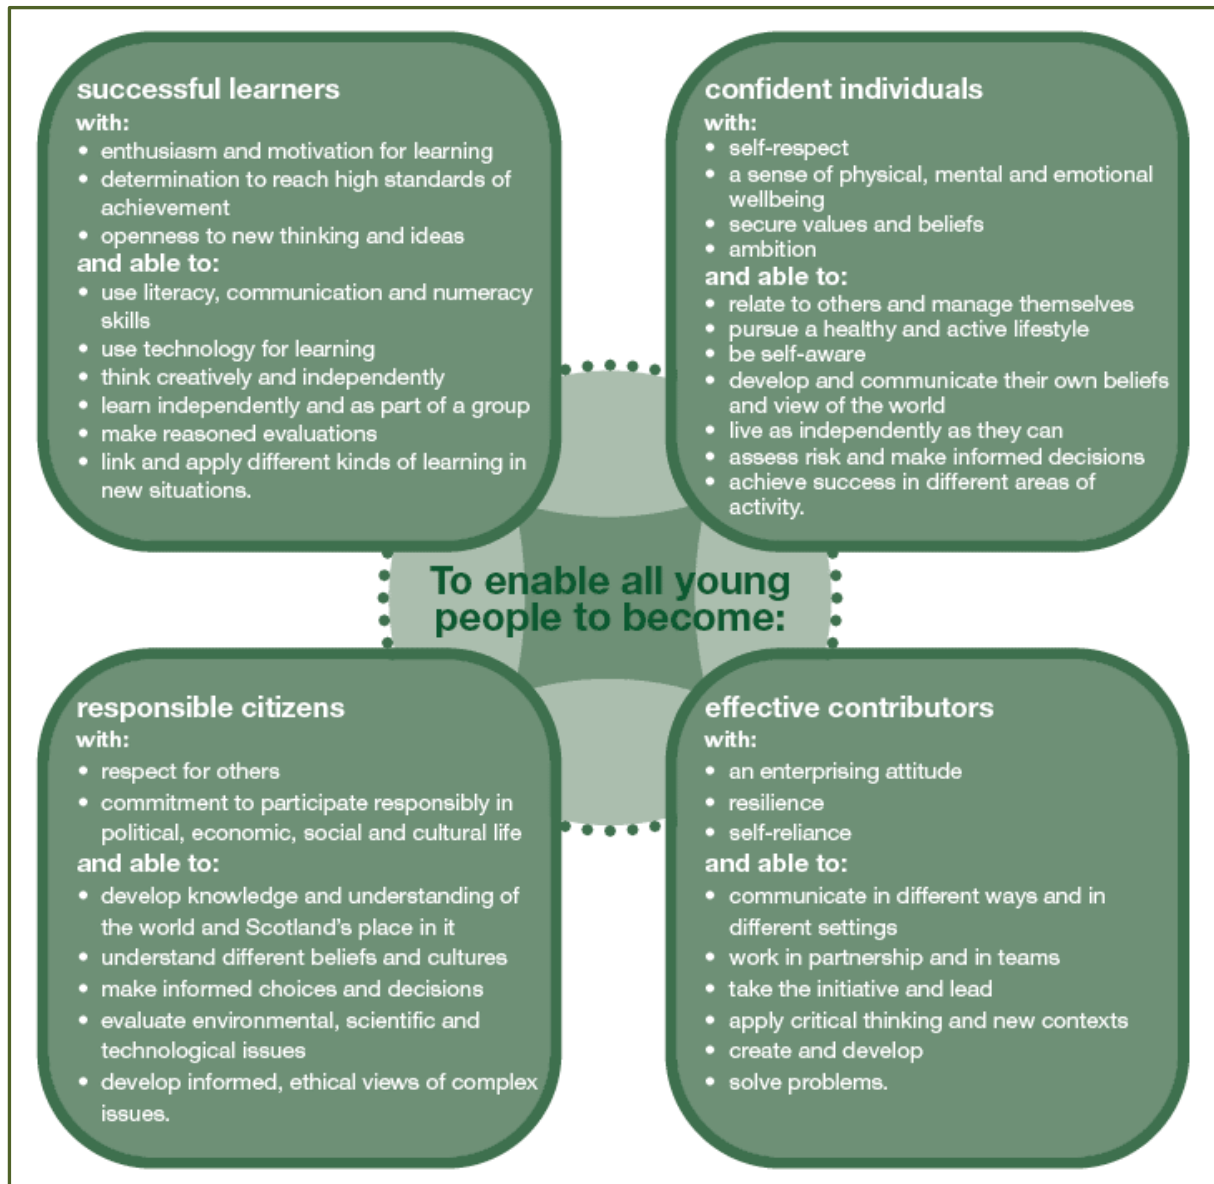 successful learners
with:
• enthusiasm and motivation for learning
• determination to reach high standards of
achievement
• openness to new thinking and ideas
and able to:
• use literacy, communication and numeracy
skills
• use technology for learning
• think creatively and independently
• learn independently and as part of a group
• make reasoned evaluations
• link and apply different kinds of learning in
new situations.
confident individuals
with:
• self-respect
• a sense of physical, mental and emotional
wellbeing
• secure values and beliefs
• ambition
and able to:
• relate to others and manage themselves
• pursue a healthy and active lifestyle
• be self-aware
• develop and communicate their own beliefs
and view of the world
• live as independently as they can
• assess risk and make informed decisions
• achieve success in different areas of
activity.
To enable all young
people to become:
responsible citizens
with:
• respect for others
• commitment to participate responsibly in
political, economic, social and cultural life
and able to:
• develop knowledge and understanding of
the world and Scotland's place in it
• understand different beliefs and cultures
• make informed choices and decisions
• evaluate environmental, scientific and
technological issues
• develop informed, ethical views of complex
issues.
effective contributors
with:
• an enterprising attitude
• resilience
• self-reliance
and able to:
• communicate in different ways and in
different settings
• work in partnership and in teams
• take the initiative and lead
• apply critical thinking and new contexts
• create and develop
• solve problems.